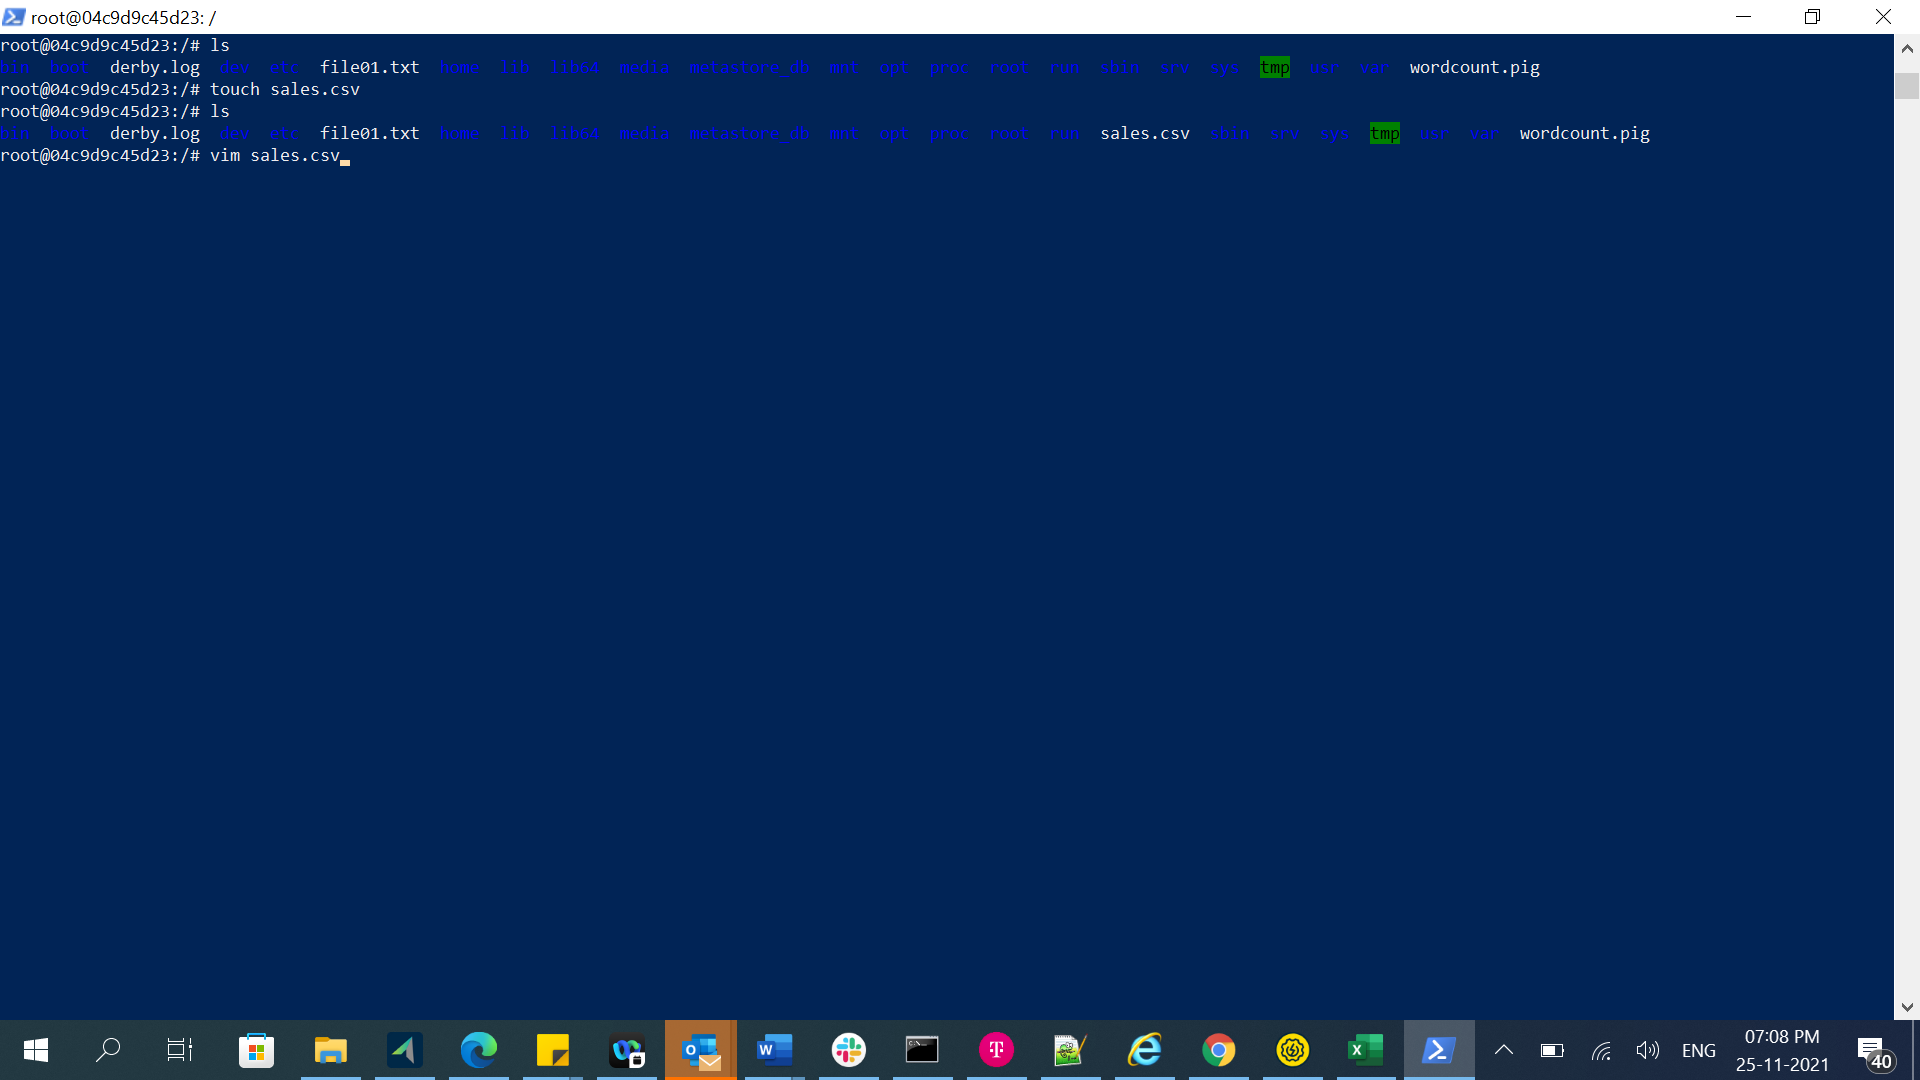 root@04c9d9c45d23: /
root@04c9d9c45d23:/# ls
bin boot derby.log dev etc file01.txt home lib lib64 media metastore_db mnt opt proc root run sbin srv sys tmp usr var wordcount.pig
root@04c9d9c45d23:/# touch sales.csv
root@04c9d9c45d23:/# ls
bin boot derby.log dev etc file01.txt home lib lib64 media metastore_db mnt opt proc root run sales.csv sbin srv sys tmp usr var wordcount.pig
root@04c9d9c45d23:/# vim sales.csv
ENG
07:08 PM
25-11-2021
40